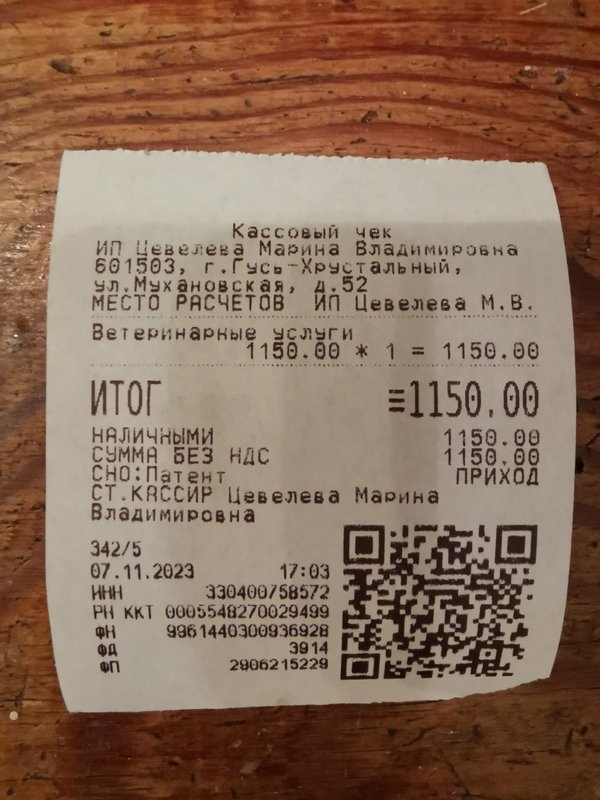 Кассовый чек
ИП Цевелева Марина Владимировна
601503, г.Гусь-Хрустальный,
ул.Мухановская, д.52
МЕСТО РАСЧЕТОВ ИП Цевелева М.В.
Ветеринарные услуги
1150.00 * 1 = 1150.00
ИТОГ ≡1150.00
НАЛИЧНЫМИ 1150.00
СУММА БЕЗ НДС 1150.00
СНО:Патент ПРИХОД
СТ.КАССИР Цевелева Марина
Владимировна
342/5
07.11.2023 17:03
ИНН 330400758572
РН ККТ 0005548270029499
ФН 9961440300936928
ФД 3914
ФП 2906215229